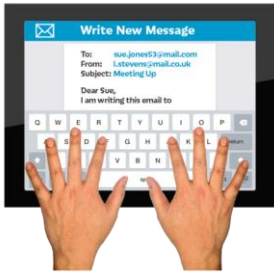 Write New Message
To: sue.jones53@mail.com
From: l.stevens@mail.co.uk
Subject: Meeting Up
Dear Sue,
I am writing this email to
Q W E R T Y U I O P
S D F G H K L return
V B N